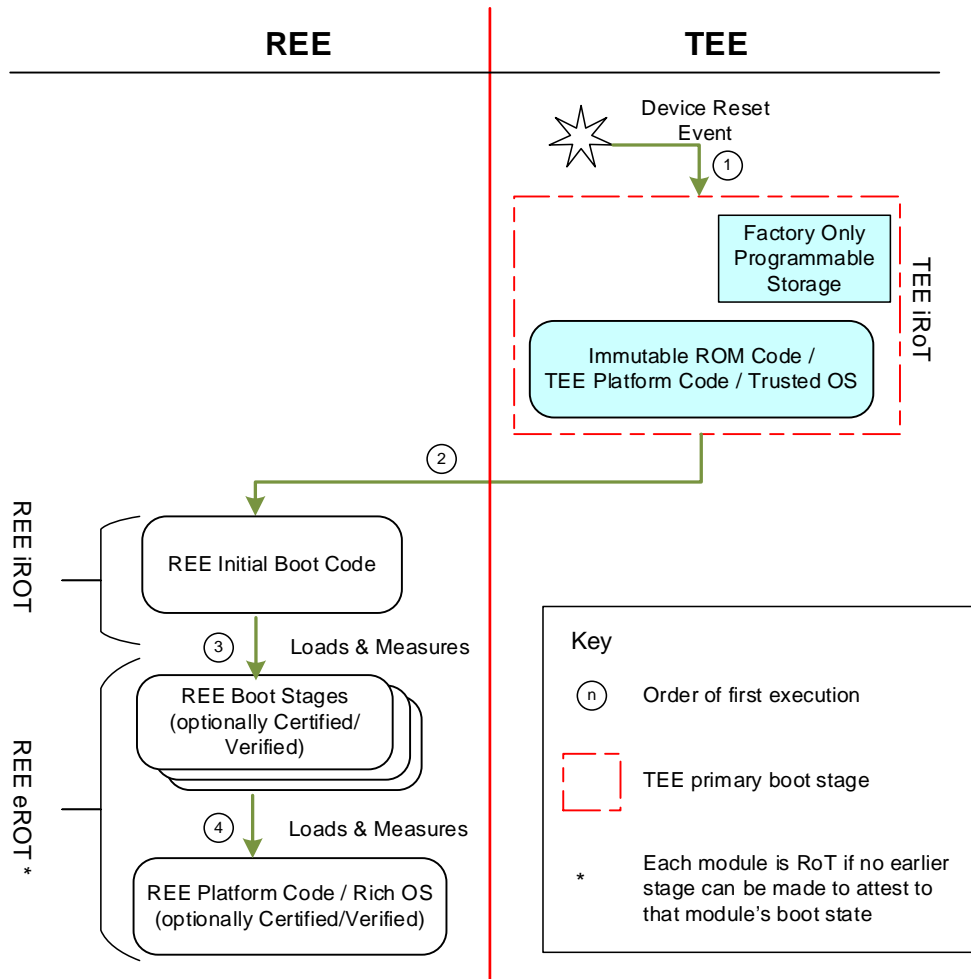 REE
TEE
Device Reset
Event
1
Factory Only
Programmable
Storage
TEE iRoT
Immutable ROM Code /
TEE Platform Code / Trusted OS
2
REE iROT
REE Initial Boot Code
3
Loads & Measures
REE eROT *
REE Boot Stages
(optionally Certified/
Verified)
4
Loads & Measures
REE Platform Code / Rich OS
(optionally Certified/Verified)
Key
n
Order of first execution
TEE primary boot stage
*
Each module is RoT if no earlier
stage can be made to attest to
that module’s boot state